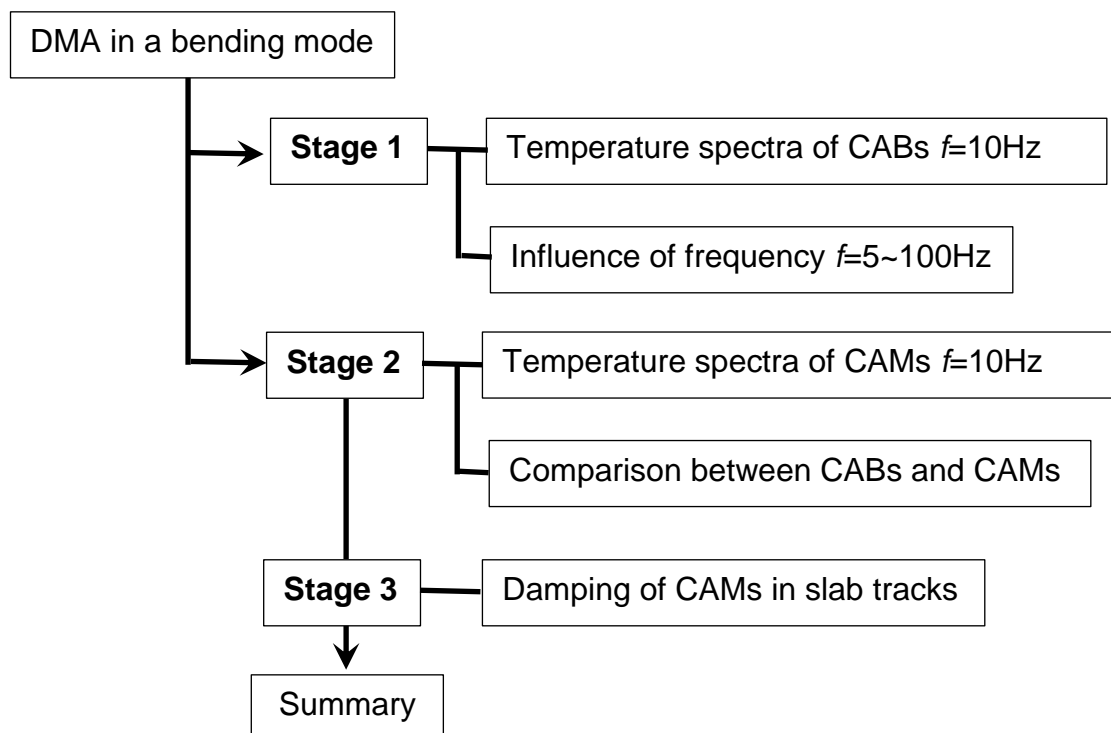 DMA in a bending mode
Stage 1
Temperature spectra of CABs f=10Hz
Influence of frequency f=5~100Hz
Stage 2
Temperature spectra of CAMs f=10Hz
Comparison between CABs and CAMs
Stage 3
Damping of CAMs in slab tracks
Summary